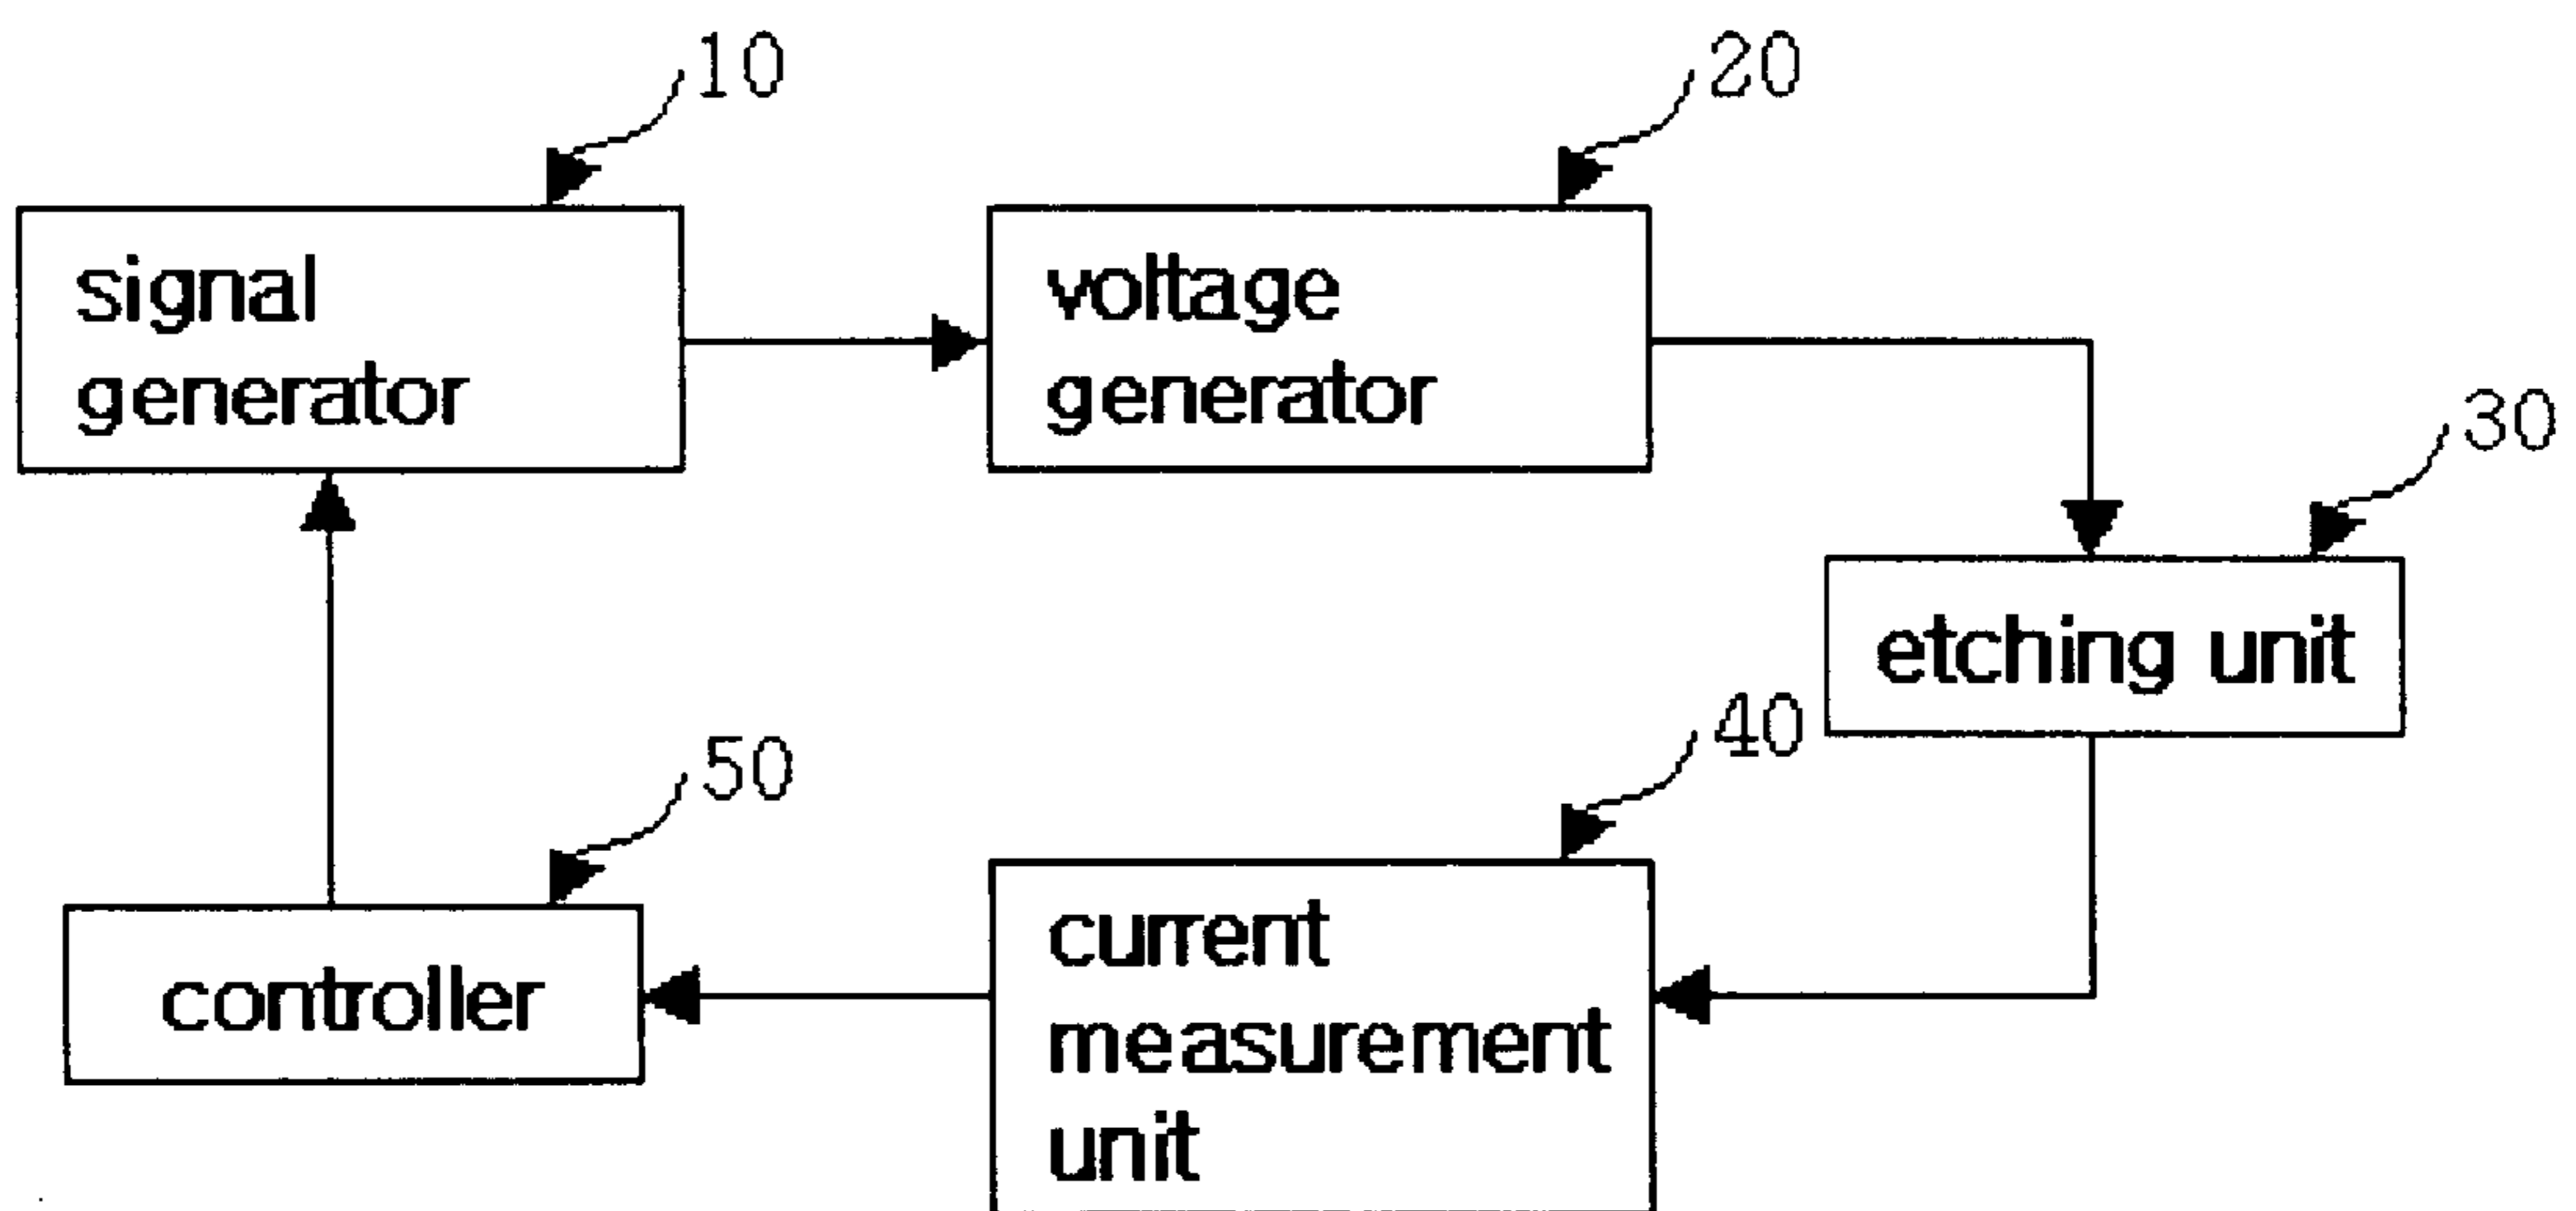 10
20
signal
generator
voltage
generator
30
etching unit
40
50
current
measurement
unit
controller